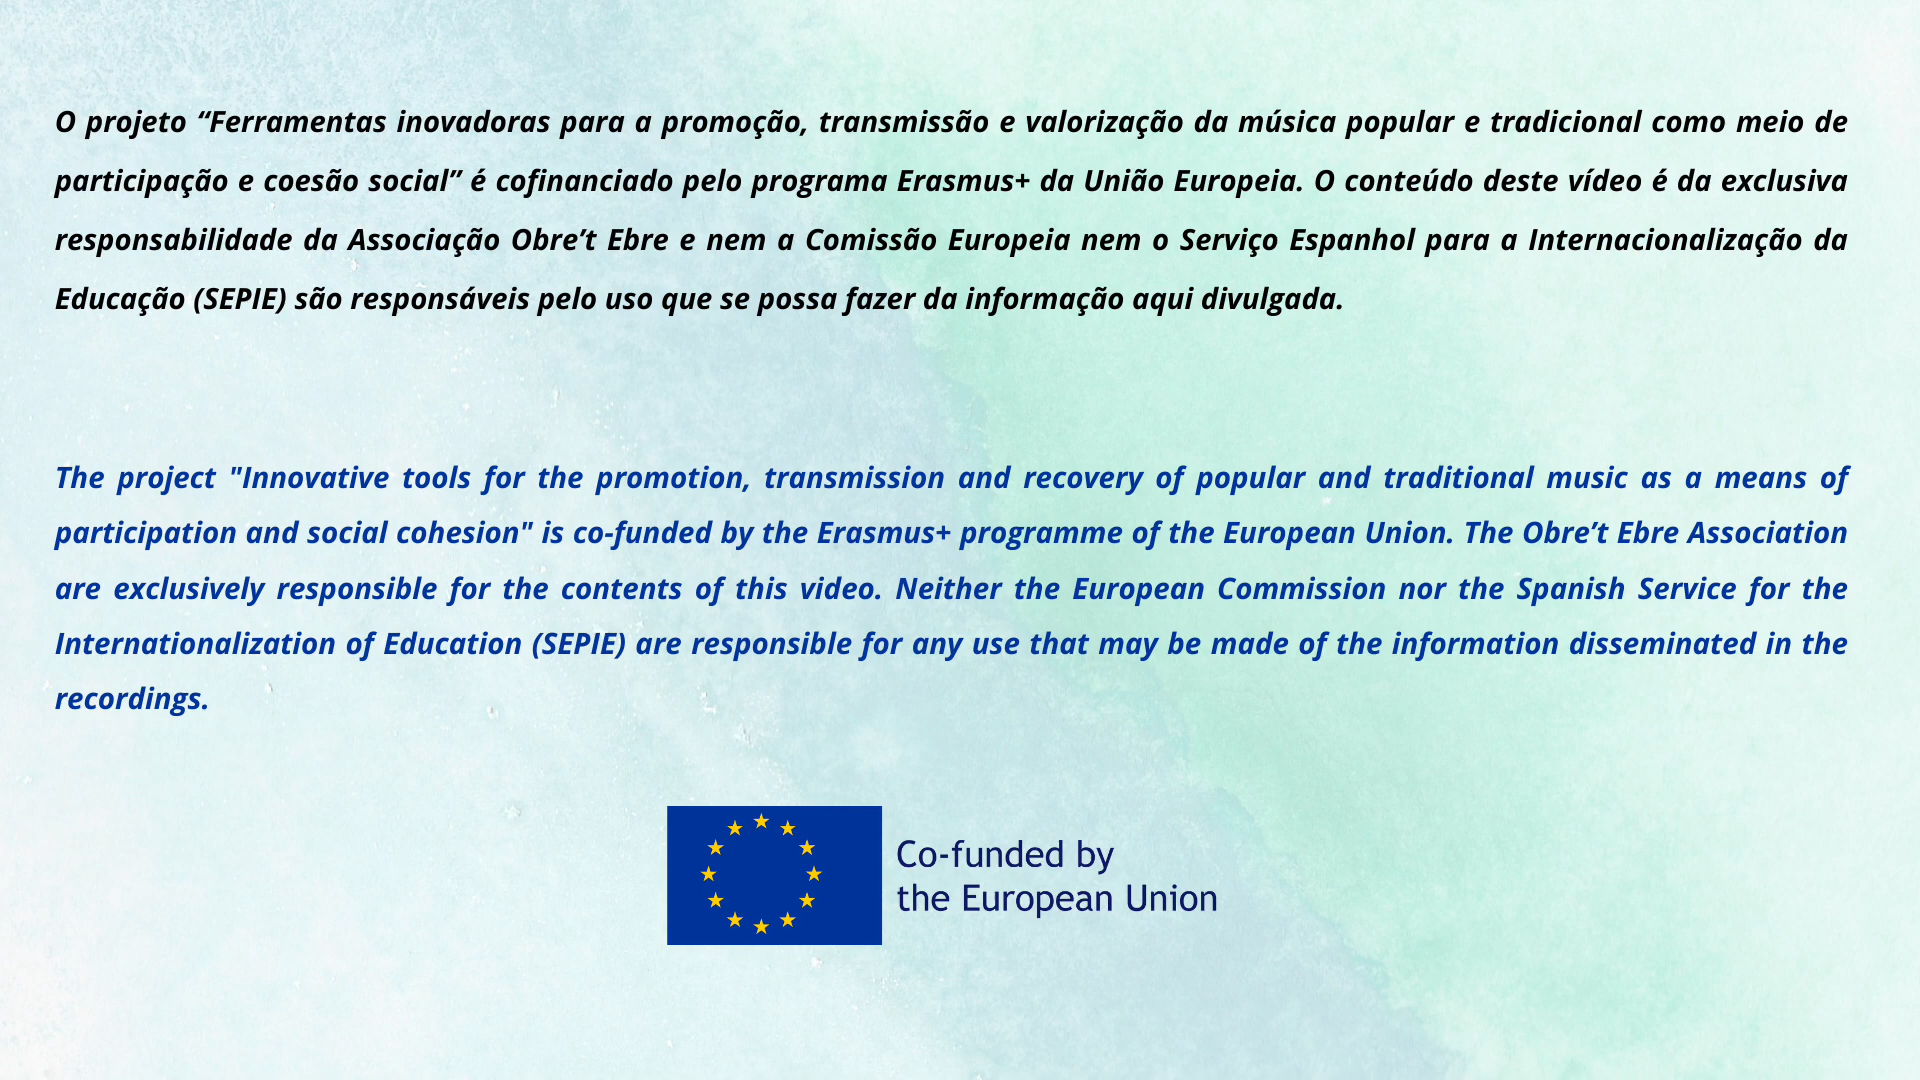 O projeto “Ferramentas inovadoras para a promoção, transmissão e valorização da música popular e tradicional como meio de
participação e coesão social” é cofinanciado pelo programa Erasmus+ da União Europeia. O conteúdo deste vídeo é da exclusiva
responsabilidade da Associação Obre’t Ebre e nem a Comissão Europeia nem o Serviço Espanhol para a Internacionalização da
Educação (SEPIE) são responsáveis pelo uso que se possa fazer da informação aqui divulgada.
The project "Innovative tools for the promotion, transmission and recovery of popular and traditional music as a means of
participation and social cohesion" is co-funded by the Erasmus+ programme of the European Union. The Obre’t Ebre Association
are exclusively responsible for the contents of this video. Neither the European Commission nor the Spanish Service for the
Internationalization of Education (SEPIE) are responsible for any use that may be made of the information disseminated in the
recordings.
Co-funded by
the European Union